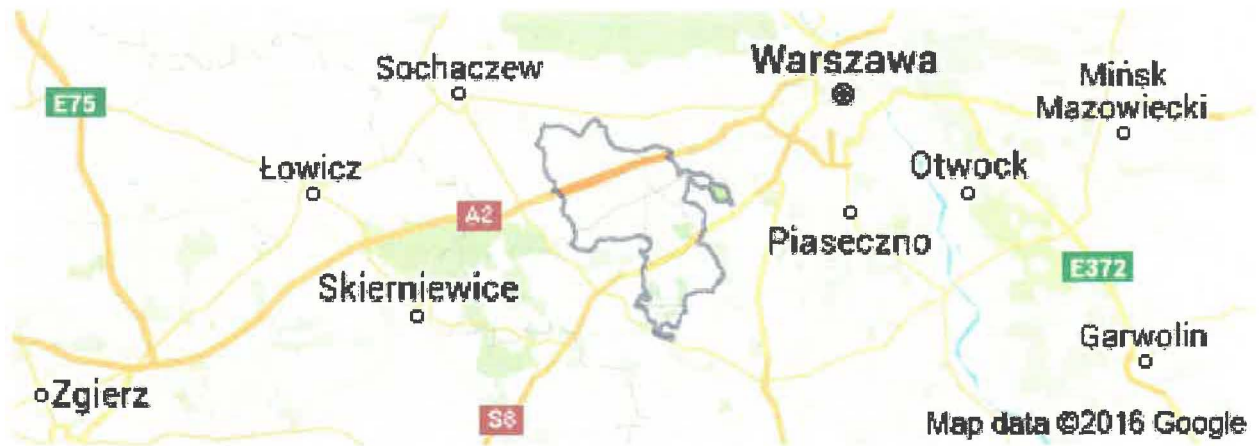 Warszawa
Sochaczew
Mińsk
Mazowiecki
E75
Łowicz
Otwock
A2
Piaseczno
E372
Skierniewice
Garwolin
Zgierz
S8
Map data ©2016 Google